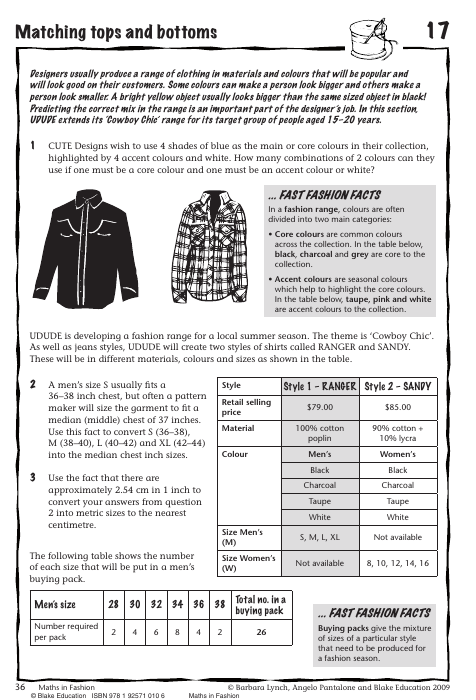 Matching tops and bottoms
17
Designers usually produce a range of clothing in materials and colours that will be popular and
will look good on their customers. Some colours can make a person look bigger and others make a
person look smaller. A bright yellow object usually looks bigger than the same sized object in black!
Predicting the correct mix in the range is an important part of the designer's job. In this section,
UDUDE extends its 'Cowboy Chic' range for its target group of people aged 15–20 years.
1 CUTE Designs wish to use 4 shades of blue as the main or core colours in their collection,
highlighted by 4 accent colours and white. How many combinations of 2 colours can they
use if one must be a core colour and one must be an accent colour or white?
... FAST FASHION FACTS
In a fashion range, colours are often
divided into two main categories:
• Core colours are common colours
across the collection. In the table below,
black, charcoal and grey are core to the
collection.
• Accent colours are seasonal colours
which help to highlight the core colours.
In the table below, taupe, pink and white
are accent colours to the collection.
UDUDE is developing a fashion range for a local summer season. The theme is 'Cowboy Chic'.
As well as jeans styles, UDUDE will create two styles of shirts called RANGER and SANDY.
These will be in different materials, colours and sizes as shown in the table.
2 A men's size S usually fits a
36–38 inch chest, but often a pattern
maker will size the garment to fit a
median (middle) chest of 37 inches.
Use this fact to convert S (36–38),
M (38–40), L (40–42) and XL (42–44)
into the median chest inch sizes.
3 Use the fact that there are
approximately 2.54 cm in 1 inch to
convert your answers from question
2 into metric sizes to the nearest
centimetre.
Style Style 1 – RANGER Style 2 – SANDY
Retail selling
price $79.00 $85.00
Material 100% cotton
poplin 90% cotton +
10% lycra
Colour Men's Women's
Black Black
Charcoal Charcoal
Taupe Taupe
White White
Size Men's
(M) S, M, L, XL Not available
Size Women's
(W) Not available 8, 10, 12, 14, 16
The following table shows the number
of each size that will be put in a men's
buying pack.
Men's size 28 30 32 34 36 38 Total no. in a
buying pack
Number required
per pack 2 4 6 8 4 2 26
... FAST FASHION FACTS
Buying packs give the mixture
of sizes of a particular style
that need to be produced for
a fashion season.
36 Maths in Fashion © Barbara Lynch, Angelo Pantalone and Blake Education 2009
© Blake Education ISBN 978 1 92571 010 6 Maths in Fashion